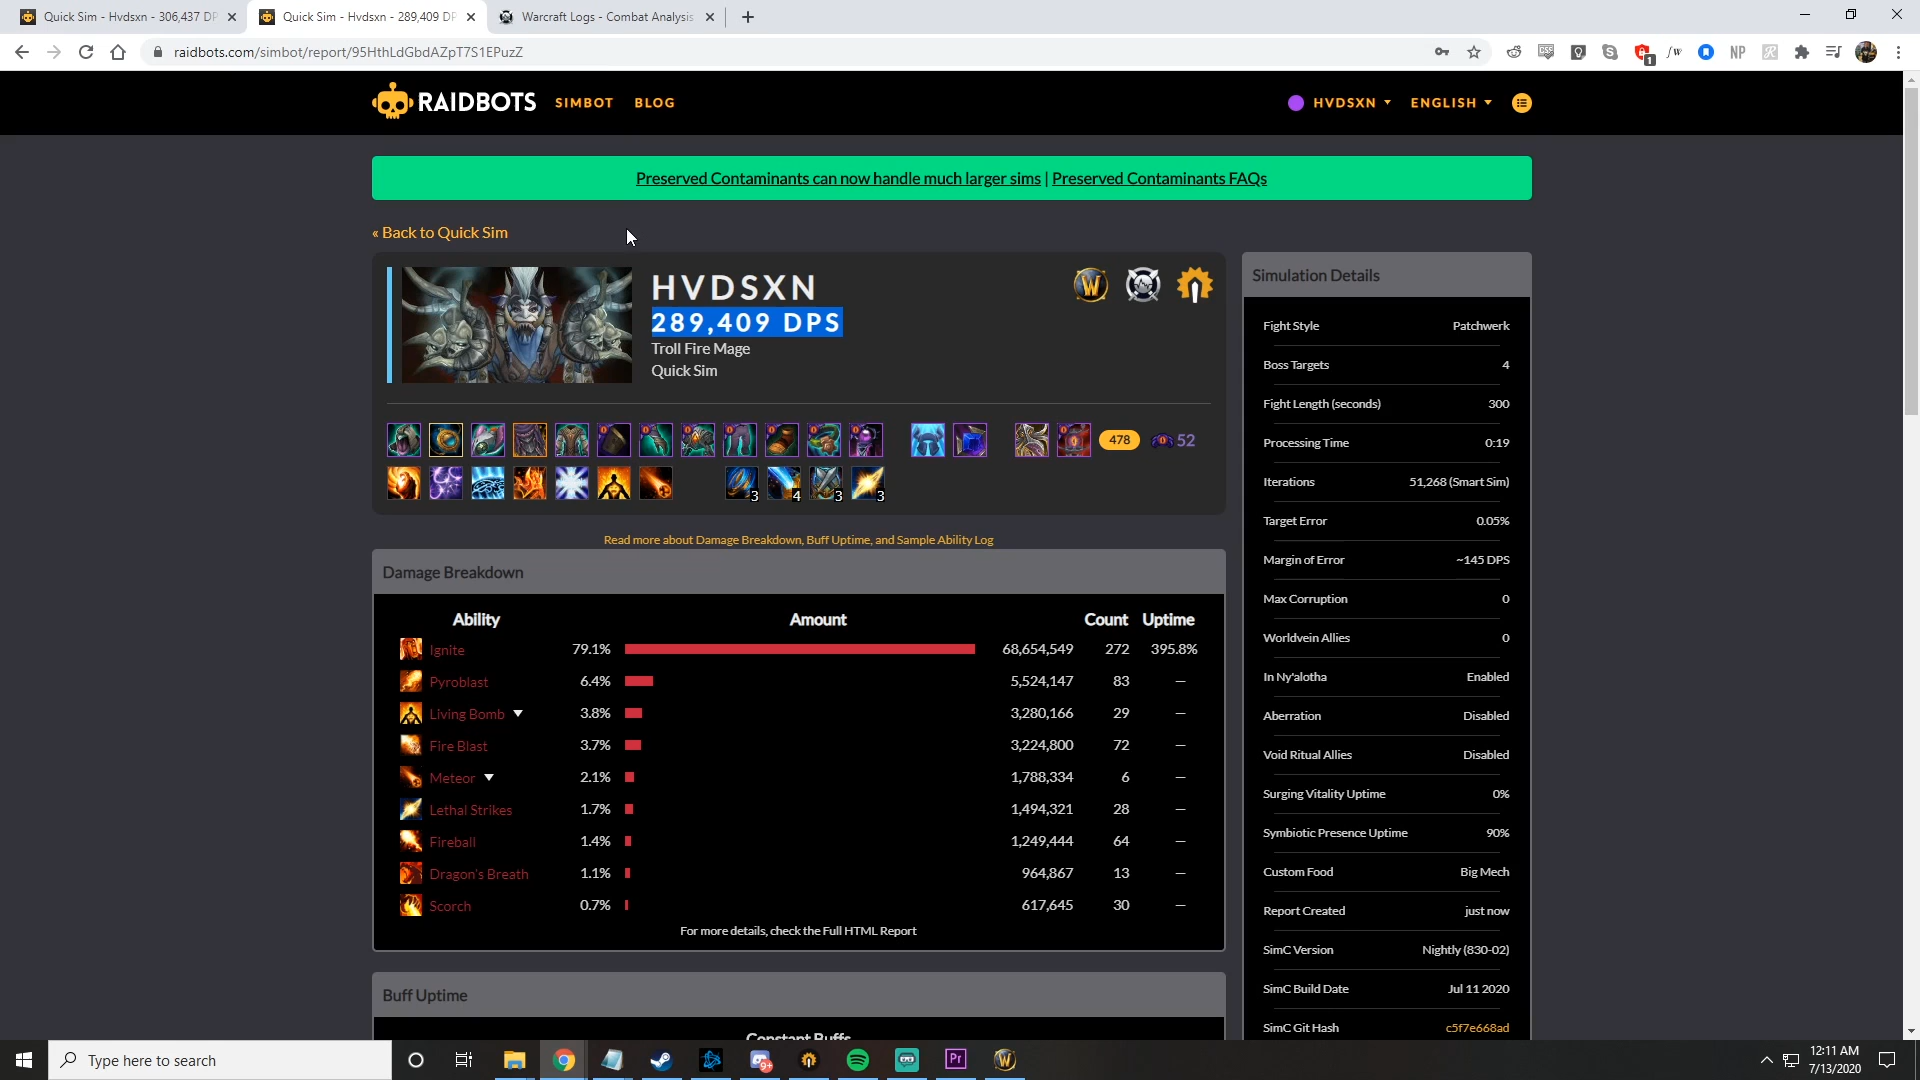 Quick Sim - Hvdsxn - 306,437 DP
Quick Sim - Hvdsxn - 289,409 DP
Warcraft Logs - Combat Analysis
raidbots.com/simbot/report/95HthLdGbdAZpT7S1EPuzZ
RAIDBOTS
SIMBOT
BLOG
HVDSXN
ENGLISH
Preserved Contaminants can now handle much larger sims | Preserved Contaminants FAQs
« Back to Quick Sim
HVDSXN
289,409 DPS
Troll Fire Mage
Quick Sim
478
52
3
4
3
3
Read more about Damage Breakdown, Buff Uptime, and Sample Ability Log
Damage Breakdown
Ability Amount Count Uptime
Ignite 79.1% 68,654,549 272 395.8%
Pyroblast 6.4% 5,524,147 83 —
Living Bomb 3.8% 3,280,166 29 —
Fire Blast 3.7% 3,224,800 72 —
Meteor 2.1% 1,788,334 6 —
Lethal Strikes 1.7% 1,494,321 28 —
Fireball 1.4% 1,249,444 64 —
Dragon's Breath 1.1% 964,867 13 —
Scorch 0.7% 617,645 30 —
For more details, check the Full HTML Report
Buff Uptime
Constant Buffs
Simulation Details
Fight Style Patchwerk
Boss Targets 4
Fight Length (seconds) 300
Processing Time 0:19
Iterations 51,268 (Smart Sim)
Target Error 0.05%
Margin of Error ~145 DPS
Max Corruption 0
Worldvein Allies 0
In Ny'alotha Enabled
Aberration Disabled
Void Ritual Allies Disabled
Surging Vitality Uptime 0%
Symbiotic Presence Uptime 90%
Custom Food Big Mech
Report Created just now
SimC Version Nightly (830-02)
SimC Build Date Jul 11 2020
SimC Git Hash c5f7e668ad
Type here to search
12:11 AM
7/13/2020